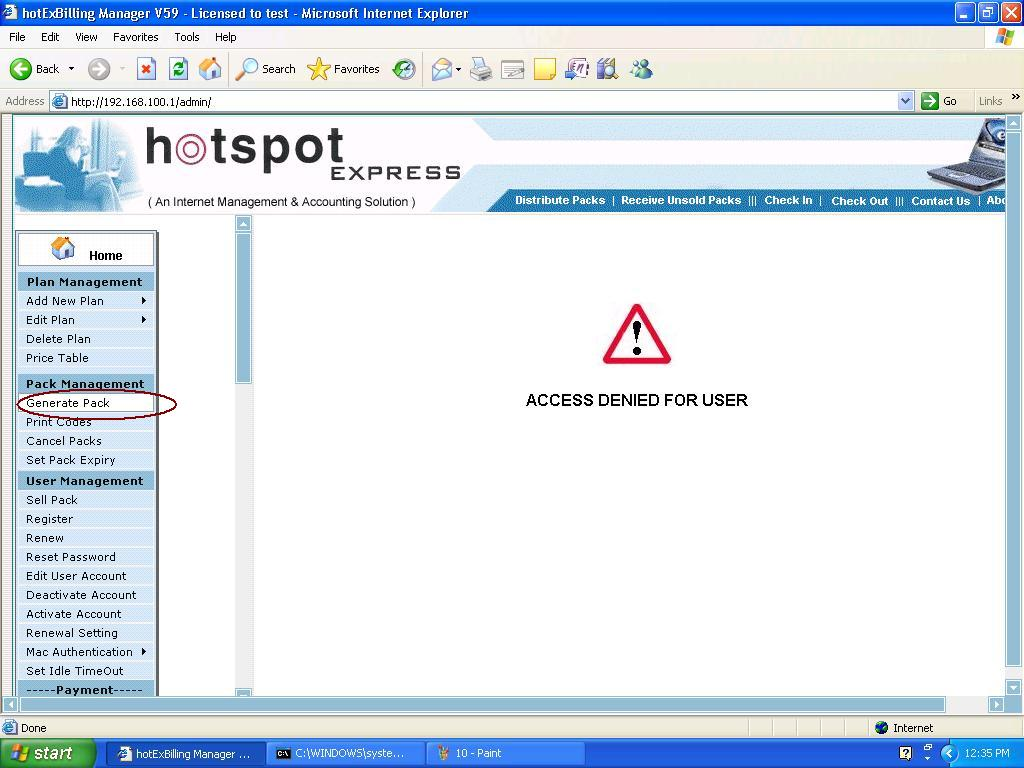 hotExBilling Manager V59 - Licensed to test - Microsoft Internet Explorer
File Edit View Favorites Tools Help
Back Search Favorites
Address http://192.168.100.1/admin/ Go Links »
hotspot
EXPRESS
( An Internet Management & Accounting Solution )
Distribute Packs | Receive Unsold Packs ||| Check In | Check Out ||| Contact Us | Abo
Home
Plan Management
Add New Plan
Edit Plan
Delete Plan
Price Table
Pack Management
Generate Pack
Print Codes
Cancel Packs
Set Pack Expiry
User Management
Sell Pack
Register
Renew
Reset Password
Edit User Account
Deactivate Account
Activate Account
Renewal Setting
Mac Authentication
Set Idle TimeOut
-----Payment-----
ACCESS DENIED FOR USER
Done Internet
start hotExBilling Manager ... C:\WINDOWS\syste... 10 - Paint 12:35 PM